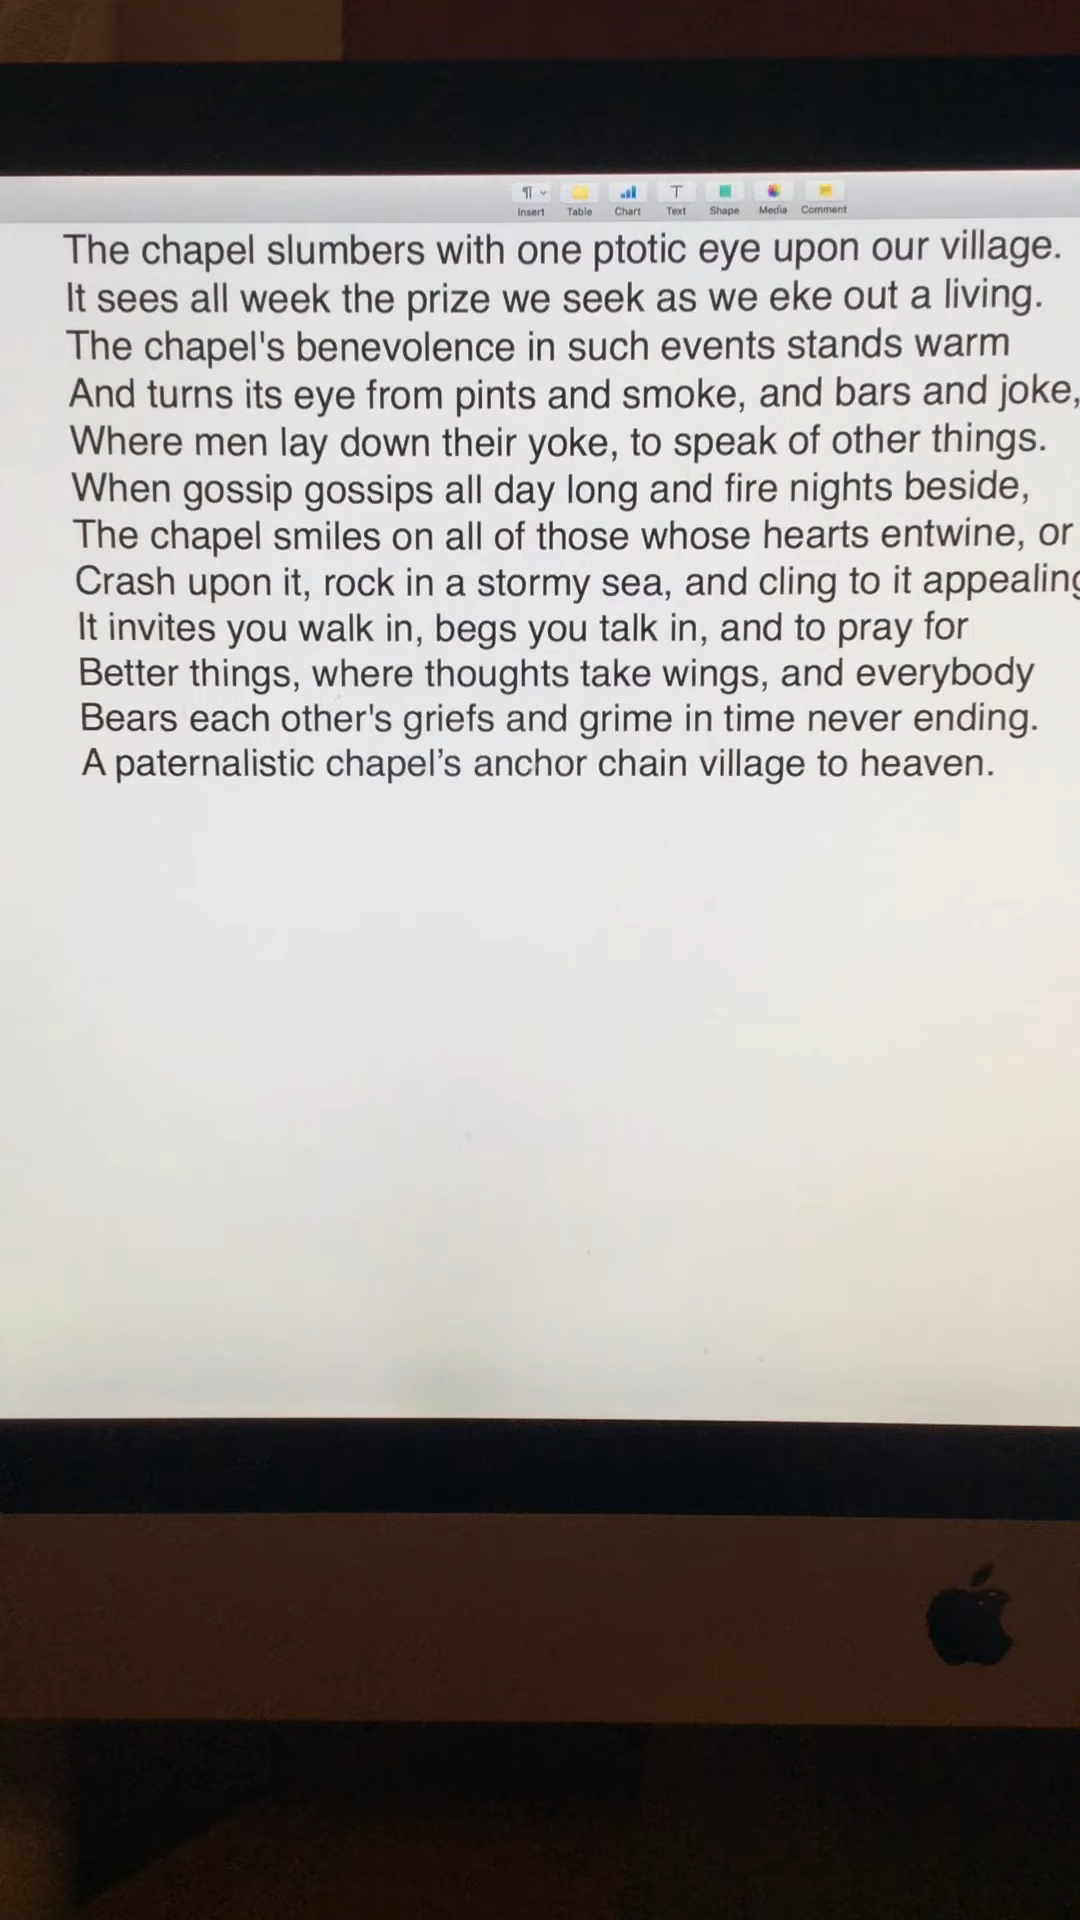 Insert Table Chart Text Shape Media Comment
The chapel slumbers with one ptotic eye upon our village.
It sees all week the prize we seek as we eke out a living.
The chapel's benevolence in such events stands warm
And turns its eye from pints and smoke, and bars and joke,
Where men lay down their yoke, to speak of other things.
When gossip gossips all day long and fire nights beside,
The chapel smiles on all of those whose hearts entwine, or
Crash upon it, rock in a stormy sea, and cling to it appealing
It invites you walk in, begs you talk in, and to pray for
Better things, where thoughts take wings, and everybody
Bears each other's griefs and grime in time never ending.
A paternalistic chapel’s anchor chain village to heaven.